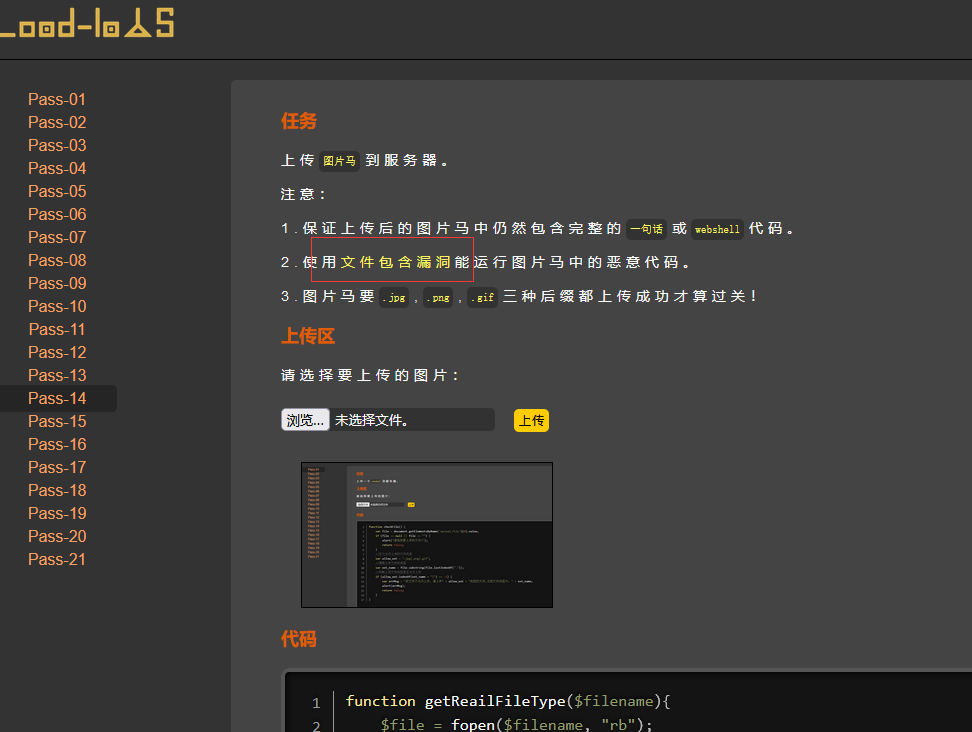 Pass-01
Pass-02
Pass-03
Pass-04
Pass-05
Pass-06
Pass-07
Pass-08
Pass-09
Pass-10
Pass-11
Pass-12
Pass-13
Pass-14
Pass-15
Pass-16
Pass-17
Pass-18
Pass-19
Pass-20
Pass-21
任务
上传 图片马 到服务器。
注意：
1.保证上传后的图片马中仍然包含完整的 一句话 或 webshell 代码。
2.使用文件包含漏洞能运行图片马中的恶意代码。
3.图片马要 .jpg , .png , .gif 三种后缀都上传成功才算过关！
上传区
请选择要上传的图片：
浏览... 未选择文件。 上传
代码
1 function getReailFileType($filename){
2 $file = fopen($filename, "rb");